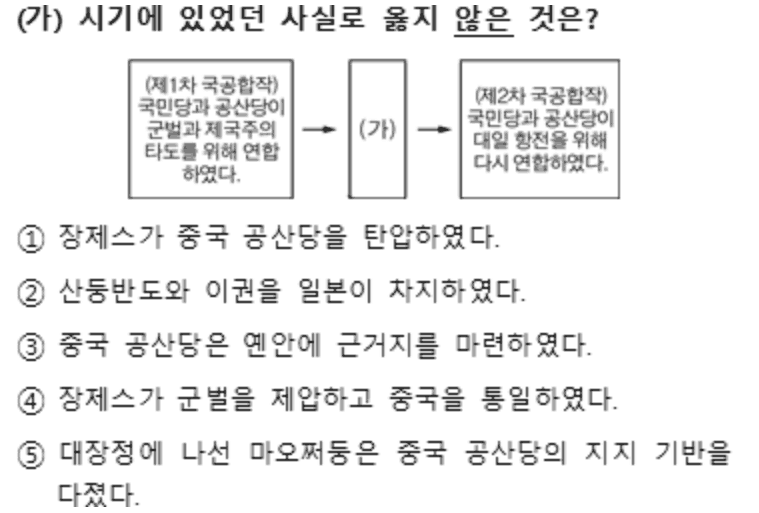 (가) 시기에 있었던 사실로 옳지 않은 것은?
(제1차 국공합작)
국민당과 공산당이
군벌과 제국주의
타도를 위해 연합
하였다.
(가)
(제2차 국공합작)
국민당과 공산당이
대일 항전을 위해
다시 연합하였다.
① 장제스가 중국 공산당을 탄압하였다.
② 산둥반도와 이권을 일본이 차지하였다.
③ 중국 공산당은 옌안에 근거지를 마련하였다.
④ 장제스가 군벌을 제압하고 중국을 통일하였다.
⑤ 대장정에 나선 마오쩌둥은 중국 공산당의 지지 기반을
다졌다.